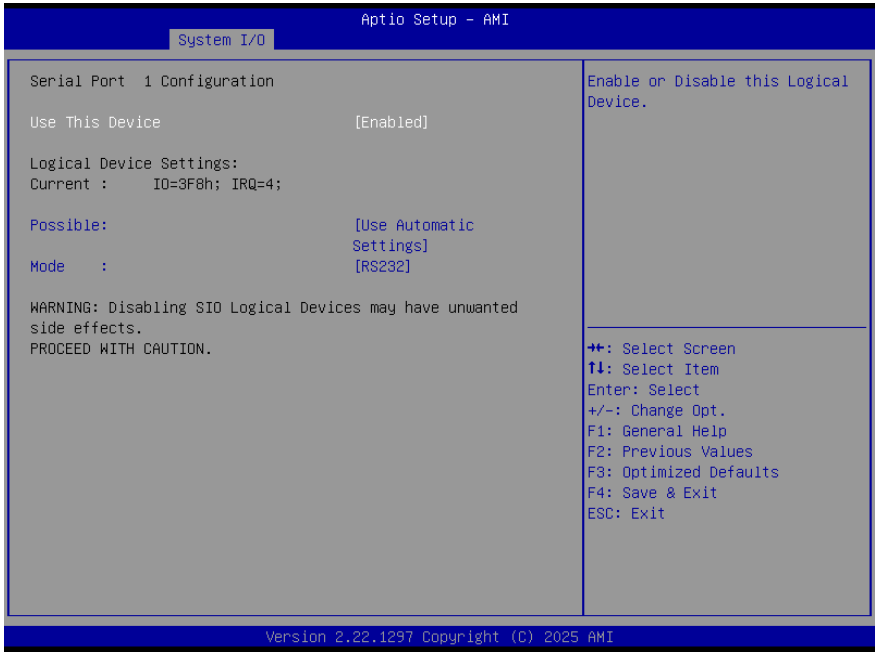 Aptio Setup – AMI
System I/O
Serial Port  1 Configuration
Use This Device [Enabled]
Logical Device Settings:
Current :     IO=3F8h; IRQ=4;
Possible: [Use Automatic
Settings]
Mode    : [RS232]
WARNING: Disabling SIO Logical Devices may have unwanted
side effects.
PROCEED WITH CAUTION.
Enable or Disable this Logical
Device.
→←: Select Screen
↑↓: Select Item
Enter: Select
+/-: Change Opt.
F1: General Help
F2: Previous Values
F3: Optimized Defaults
F4: Save & Exit
ESC: Exit
Version 2.22.1297 Copyright (C) 2025 AMI